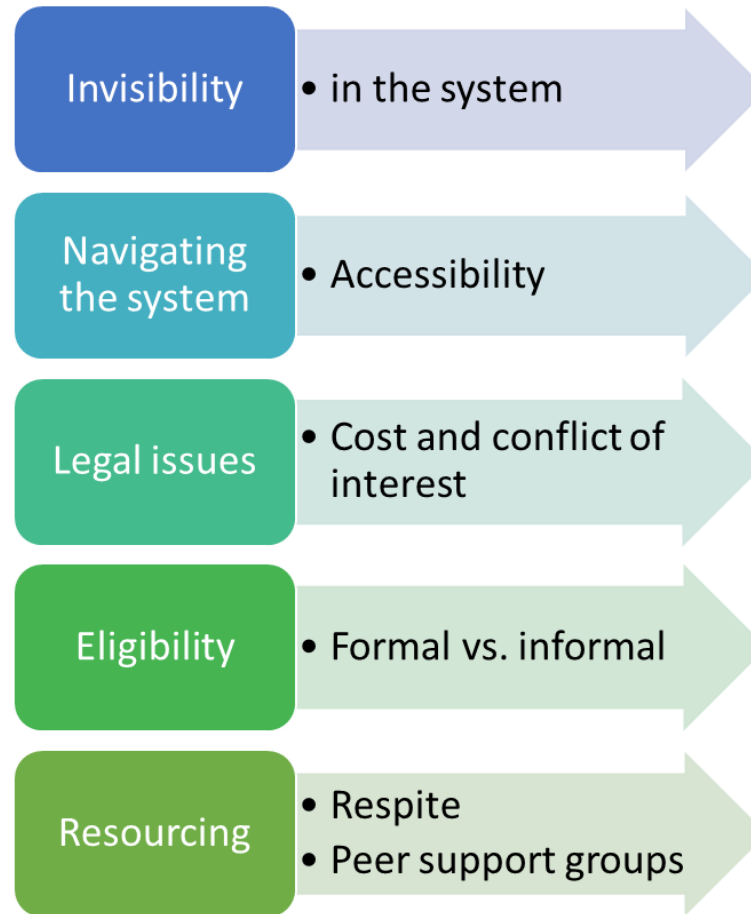 Invisibility
• in the system
Navigating
the system
• Accessibility
Legal issues
• Cost and conflict of
interest
Eligibility
• Formal vs. informal
Resourcing
• Respite
• Peer support groups